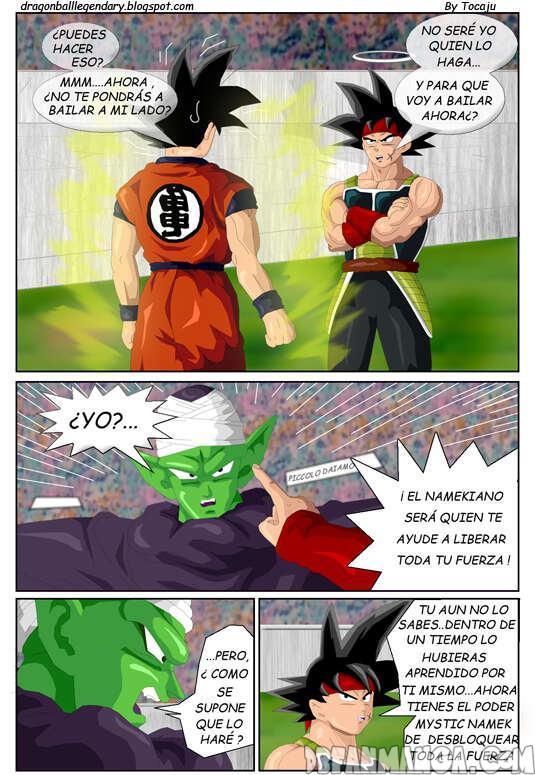 dragonballlegendary.blogspot.com
By Tocaju
¿PUEDES
HACER
ESO?
MMM....AHORA ,
¿NO TE PONDRÁS A
BAILAR A MI LADO?
NO SERÉ YO
QUIEN LO
HAGA...
Y PARA QUE
VOY A BAILAR
AHORA¿?
¿YO?...
PICCOLO DAIAMO
¡ EL NAMEKIANO
SERÁ QUIEN TE
AYUDE A LIBERAR
TODA TU FUERZA !
...PERO,
¿ COMO
SE
SUPONE
QUE LO
HARÉ ?
TU AUN NO LO
SABES..DENTRO DE
UN TIEMPO LO
HUBIERAS
APRENDIDO POR
TI MISMO...AHORA
TIENES EL PODER
MYSTIC NAMEK
DE DESBLOQUEAR
TODA LA FUERZA
DBFANMANGA.COM